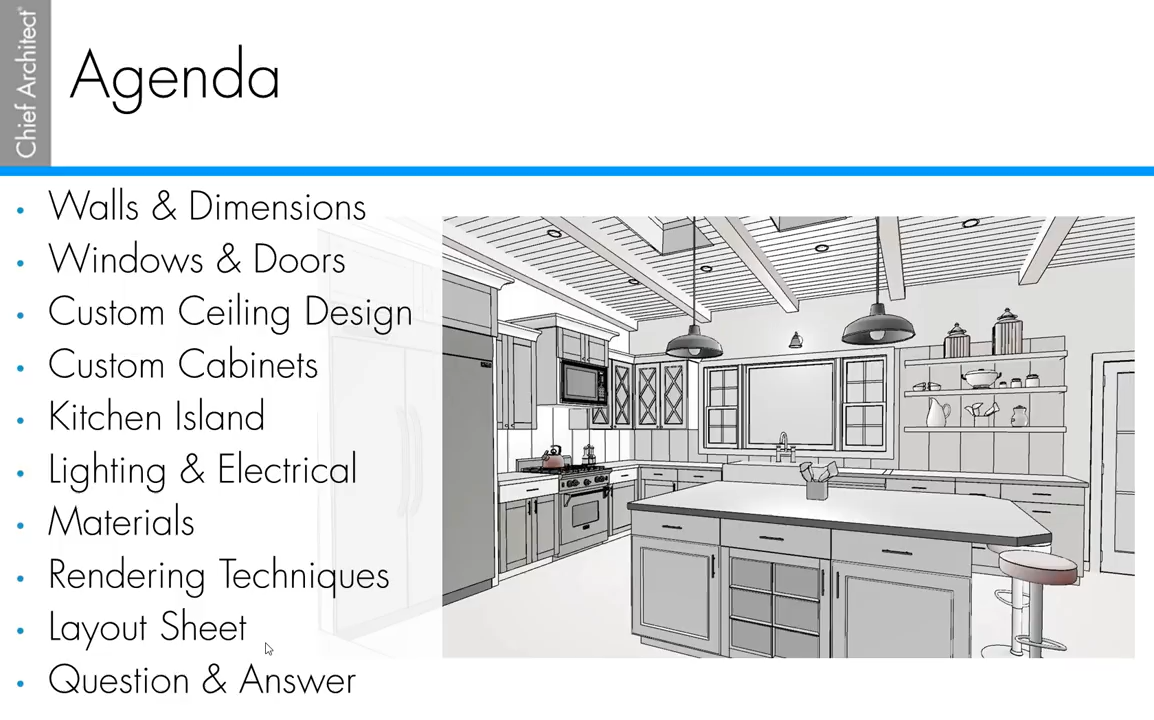 Chief Architect®
Agenda
• Walls & Dimensions
• Windows & Doors
• Custom Ceiling Design
• Custom Cabinets
• Kitchen Island
• Lighting & Electrical
• Materials
• Rendering Techniques
• Layout Sheet
• Question & Answer